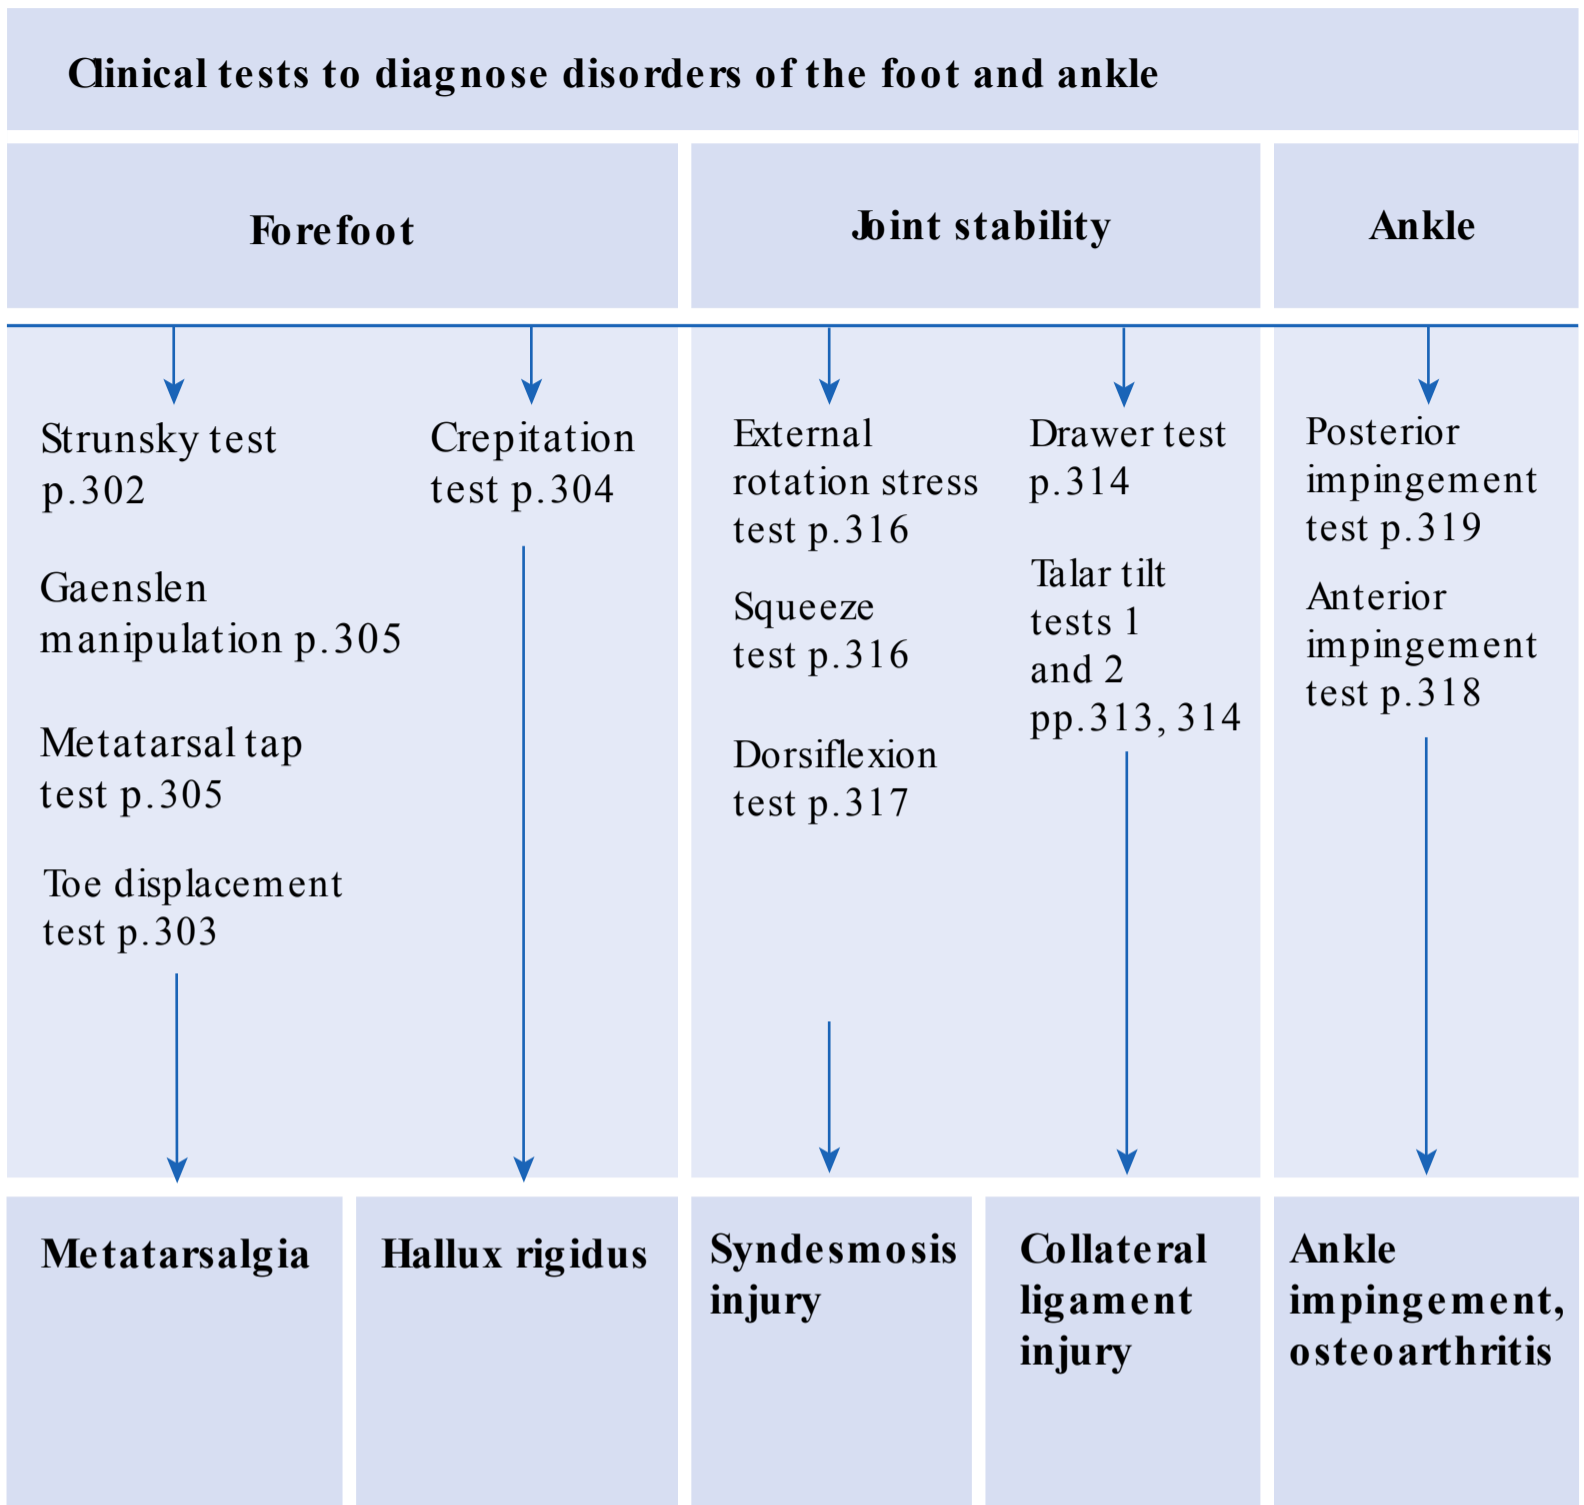 Clinical tests to diagnose disorders of the foot and ankle
Forefoot
Joint stability
Ankle
Strunsky test
p.302
Gaenslen
manipulation p.305
Metatarsal tap
test p.305
Toe displacement
test p.303
Crepitation
test p.304
External
rotation stress
test p.316
Squeeze
test p.316
Dorsiflexion
test p.317
Drawer test
p.314
Talar tilt
tests 1
and 2
pp.313, 314
Posterior
impingement
test p.319
Anterior
impingement
test p.318
Metatarsalgia
Hallux rigidus
Syndesmosis
injury
Collateral
ligament
injury
Ankle
impingement,
osteoarthritis